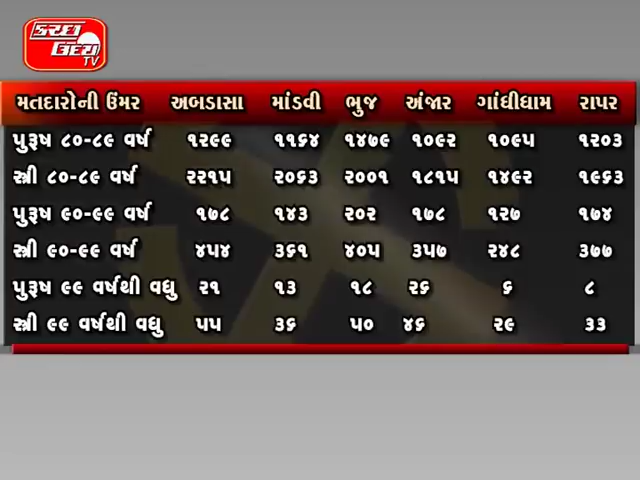 કચ્છ
ઉદય
TV
મતદારોની ઉંમર અબડાસા માંડવી ભુજ અંજાર ગાંધીધામ રાપર
પુરૂષ ૮૦-૮૯ વર્ષ ૧૨૯૯ ૧૧૬૪ ૧૪૭૯ ૧૦૯૨ ૧૦૯૫ ૧૨૦૩
સ્ત્રી ૮૦-૮૯ વર્ષ ૨૨૧૫ ૨૦૬૩ ૨૦૦૧ ૧૮૧૫ ૧૪૯૨ ૧૯૬૩
પુરૂષ ૯૦-૯૯ વર્ષ ૧૭૮ ૧૪૩ ૨૦૨ ૧૭૮ ૧૨૭ ૧૭૪
સ્ત્રી ૯૦-૯૯ વર્ષ ૪૫૪ ૩૬૧ ૪૦૫ ૩૫૭ ૨૪૮ ૩૭૭
પુરૂષ ૯૯ વર્ષથી વધુ ૨૧ ૧૩ ૧૮ ૨૬ ૬ ૮
સ્ત્રી ૯૯ વર્ષથી વધુ ૫૫ ૩૬ ૫૦ ૪૬ ૨૯ ૩૩